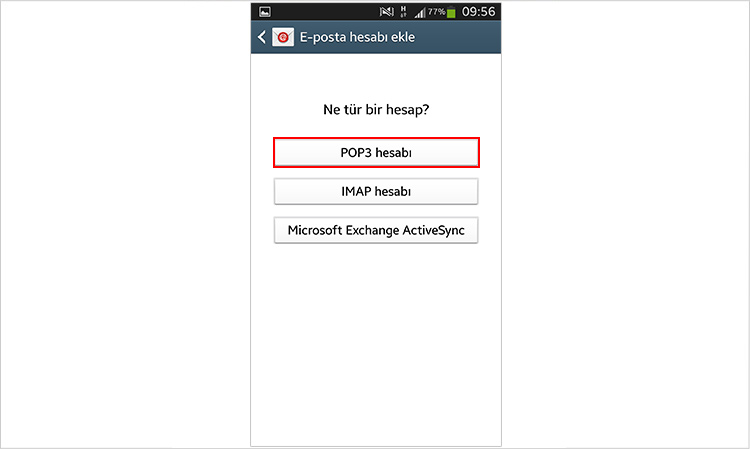 H 77% 09:56
E-posta hesabı ekle
Ne tür bir hesap?
POP3 hesabı
IMAP hesabı
Microsoft Exchange ActiveSync